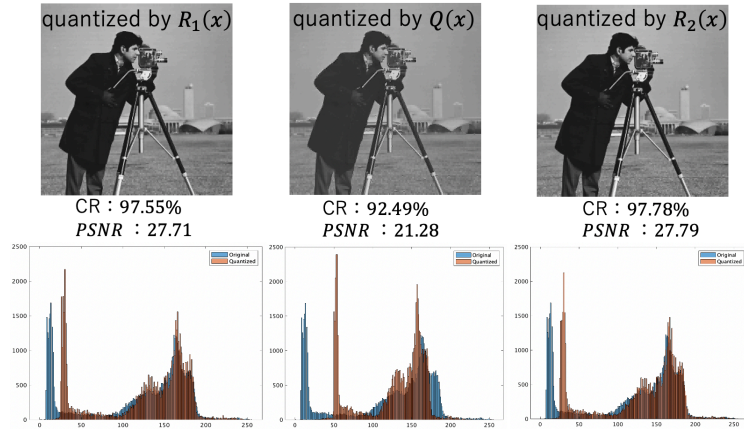 quantized by R₁(x)
quantized by Q(x)
quantized by R₂(x)
CR：97.55%
PSNR：27.71
CR：92.49%
PSNR：21.28
CR：97.78%
PSNR：27.79
2500
2000
1500
1000
500
0
0 50 100 150 200 250
Original
Quantized
2500
2000
1500
1000
500
0
0 50 100 150 200 250
Original
Quantized
2500
2000
1500
1000
500
0
0 50 100 150 200 250
Original
Quantized